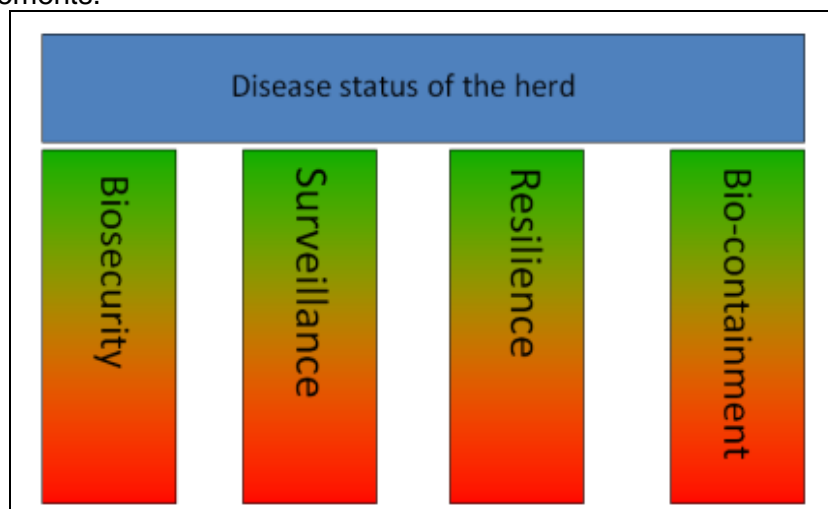 Disease status of the herd
Biosecurity
Surveillance
Resilience
Bio-containment